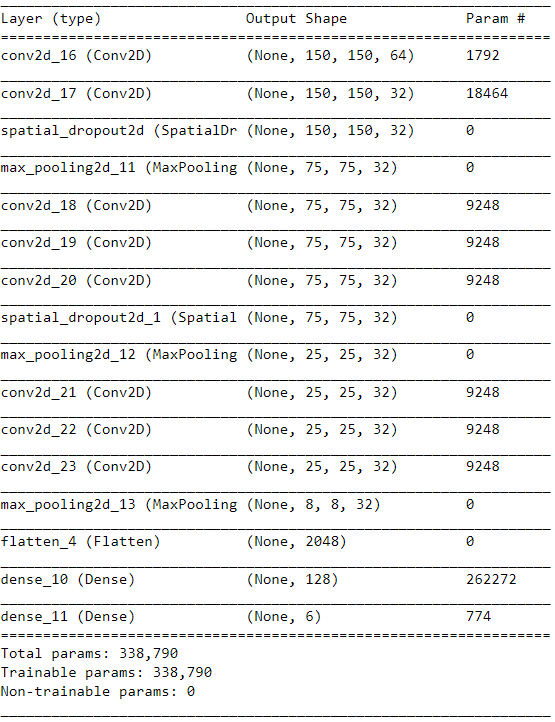 Layer (type) Output Shape Param #
=================================================================
conv2d_16 (Conv2D) (None, 150, 150, 64) 1792
_________________________________________________________________
conv2d_17 (Conv2D) (None, 150, 150, 32) 18464
_________________________________________________________________
spatial_dropout2d (SpatialDr (None, 150, 150, 32) 0
_________________________________________________________________
max_pooling2d_11 (MaxPooling (None, 75, 75, 32) 0
_________________________________________________________________
conv2d_18 (Conv2D) (None, 75, 75, 32) 9248
_________________________________________________________________
conv2d_19 (Conv2D) (None, 75, 75, 32) 9248
_________________________________________________________________
conv2d_20 (Conv2D) (None, 75, 75, 32) 9248
_________________________________________________________________
spatial_dropout2d_1 (Spatial (None, 75, 75, 32) 0
_________________________________________________________________
max_pooling2d_12 (MaxPooling (None, 25, 25, 32) 0
_________________________________________________________________
conv2d_21 (Conv2D) (None, 25, 25, 32) 9248
_________________________________________________________________
conv2d_22 (Conv2D) (None, 25, 25, 32) 9248
_________________________________________________________________
conv2d_23 (Conv2D) (None, 25, 25, 32) 9248
_________________________________________________________________
max_pooling2d_13 (MaxPooling (None, 8, 8, 32) 0
_________________________________________________________________
flatten_4 (Flatten) (None, 2048) 0
_________________________________________________________________
dense_10 (Dense) (None, 128) 262272
_________________________________________________________________
dense_11 (Dense) (None, 6) 774
=================================================================
Total params: 338,790
Trainable params: 338,790
Non-trainable params: 0
_________________________________________________________________